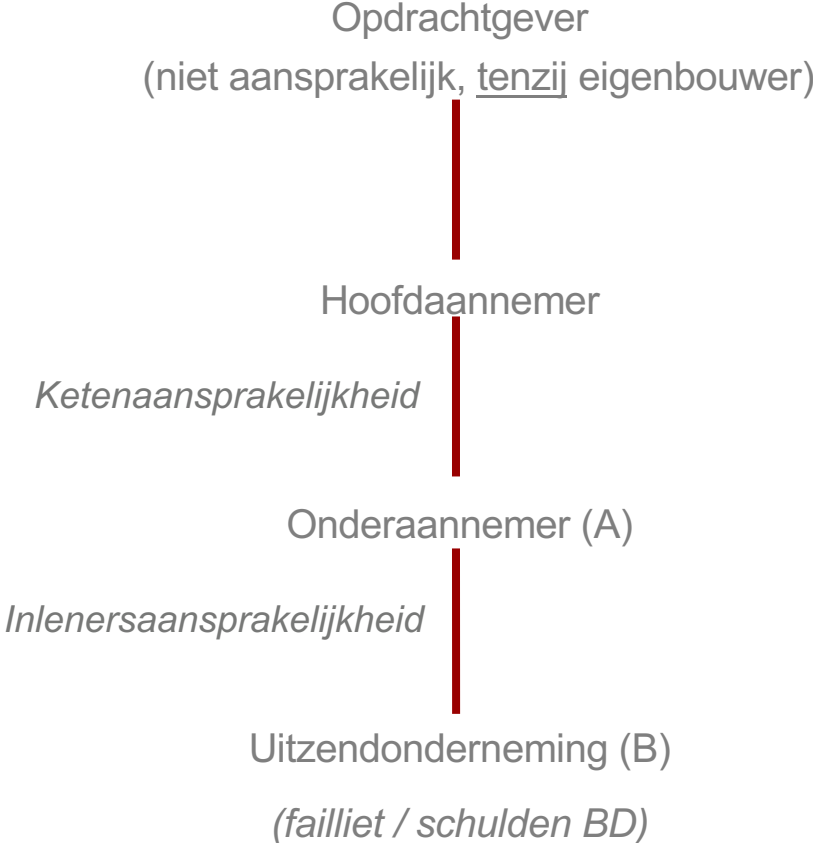 Opdrachtgever
(niet aansprakelijk, tenzij eigenbouwer)
Hoofdaannemer
Ketenaansprakelijkheid
Onderaannemer (A)
Inlenersaansprakelijkheid
Uitzendonderneming (B)
(failliet / schulden BD)